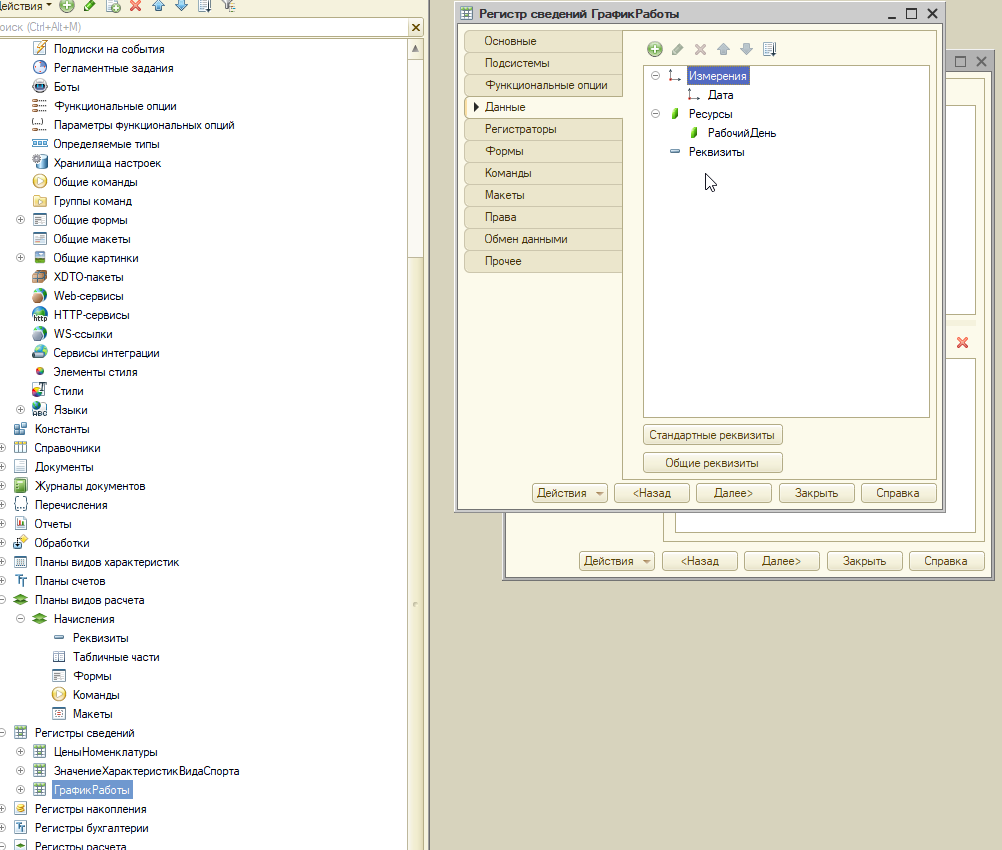 Действия
Поиск (Ctrl+Alt+M)
Подписки на события
Регламентные задания
Боты
Функциональные опции
Параметры функциональных опций
Определяемые типы
Хранилища настроек
Общие команды
Группы команд
Общие формы
Общие макеты
Общие картинки
XDTO-пакеты
Web-сервисы
HTTP-сервисы
WS-ссылки
Сервисы интеграции
Элементы стиля
Стили
Языки
Константы
Справочники
Документы
Журналы документов
Перечисления
Отчеты
Обработки
Планы видов характеристик
Планы счетов
Планы видов расчета
Начисления
Реквизиты
Табличные части
Формы
Команды
Макеты
Регистры сведений
ЦеныНоменклатуры
ЗначениеХарактеристикВидаСпорта
ГрафикРаботы
Регистры накопления
Регистры бухгалтерии
Регистры расчета
Регистр сведений ГрафикРаботы
Основные
Подсистемы
Функциональные опции
Данные
Регистраторы
Формы
Команды
Макеты
Права
Обмен данными
Прочее
Измерения
Дата
Ресурсы
РабочийДень
Реквизиты
Стандартные реквизиты
Общие реквизиты
Действия
<Назад
Далее>
Закрыть
Справка
Действия
<Назад
Далее>
Закрыть
Справка